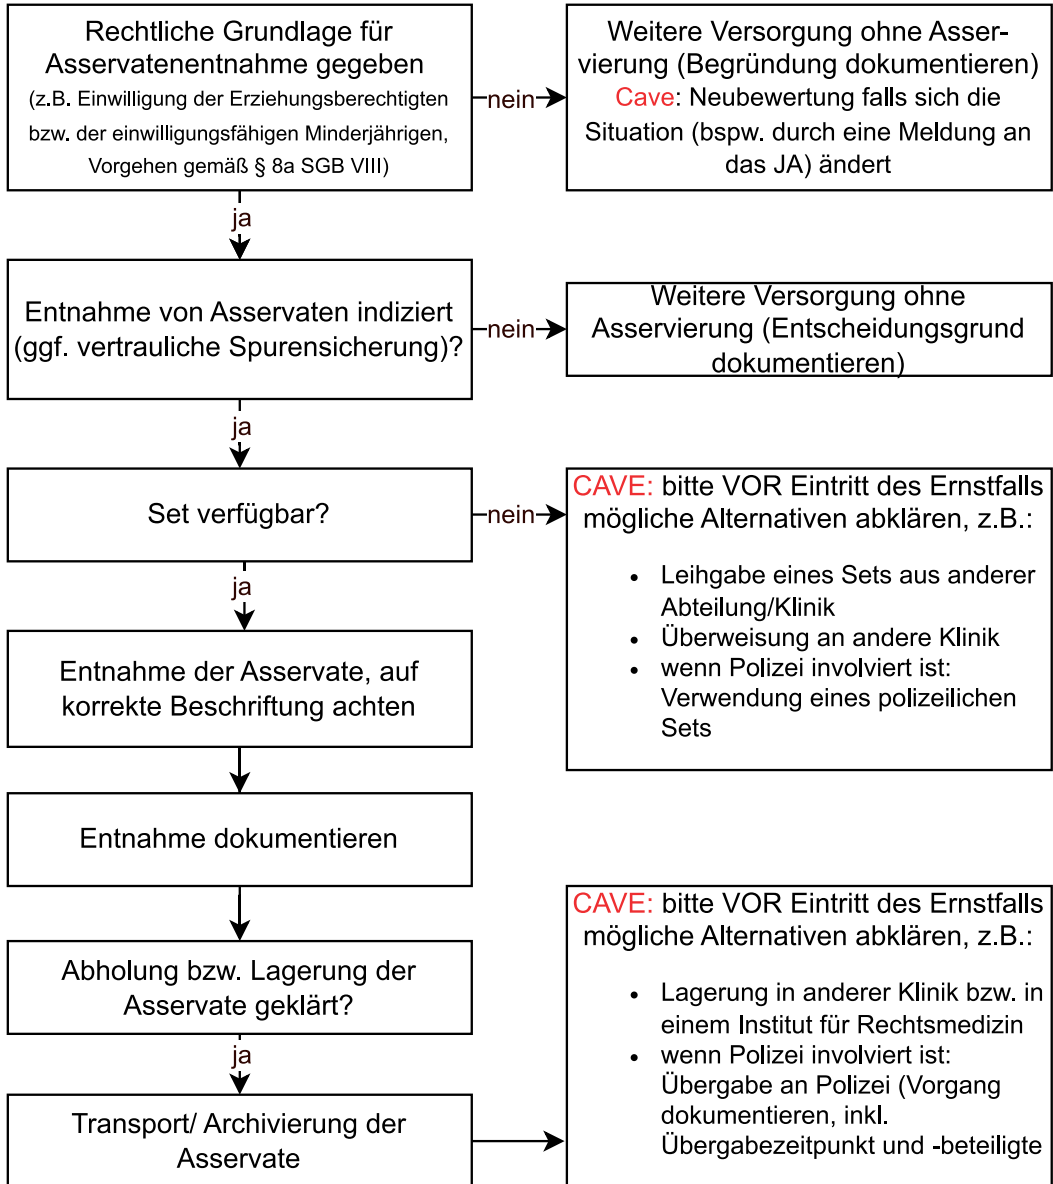 Rechtliche Grundlage für
Asservatenentnahme gegeben
(z.B. Einwilligung der Erziehungsberechtigten
bzw. der einwilligungsfähigen Minderjährigen,
Vorgehen gemäß § 8a SGB VIII)
nein
Weitere Versorgung ohne Asser-
vierung (Begründung dokumentieren)
Cave: Neubewertung falls sich die
Situation (bspw. durch eine Meldung an
das JA) ändert
ja
Entnahme von Asservaten indiziert
(ggf. vertrauliche Spurensicherung)?
nein
Weitere Versorgung ohne
Asservierung (Entscheidungsgrund
dokumentieren)
ja
Set verfügbar?
nein
CAVE: bitte VOR Eintritt des Ernstfalls
mögliche Alternativen abklären, z.B.:
• Leihgabe eines Sets aus anderer
Abteilung/Klinik
• Überweisung an andere Klinik
• wenn Polizei involviert ist:
Verwendung eines polizeilichen
Sets
ja
Entnahme der Asservate, auf
korrekte Beschriftung achten
Entnahme dokumentieren
Abholung bzw. Lagerung der
Asservate geklärt?
ja
Transport/ Archivierung der
Asservate
CAVE: bitte VOR Eintritt des Ernstfalls
mögliche Alternativen abklären, z.B.:
• Lagerung in anderer Klinik bzw. in
einem Institut für Rechtsmedizin
• wenn Polizei involviert ist:
Übergabe an Polizei (Vorgang
dokumentieren, inkl.
Übergabezeitpunkt und -beteiligte